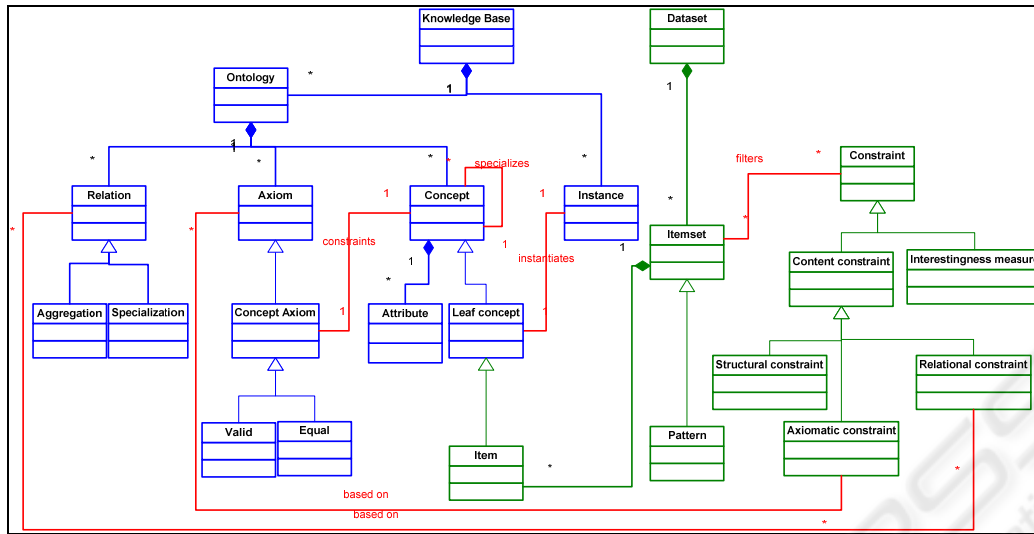 Knowledge Base
Dataset
Ontology
*
1
1
filters
*
Constraint
*
1
1
*
*
*
specializes
*
Relation
Axiom
Concept
1
1
Instance
*
*
*
*
Itemset
constraints
1
1
instantiates
1
Content constraint
Interestingness measur
*
Aggregation
Specialization
Concept Axiom
1
Attribute
Leaf concept
1
Structural constraint
Relational constraint
Valid
Equal
Pattern
Axiomatic constraint
Item
*
*
based on
based on
*